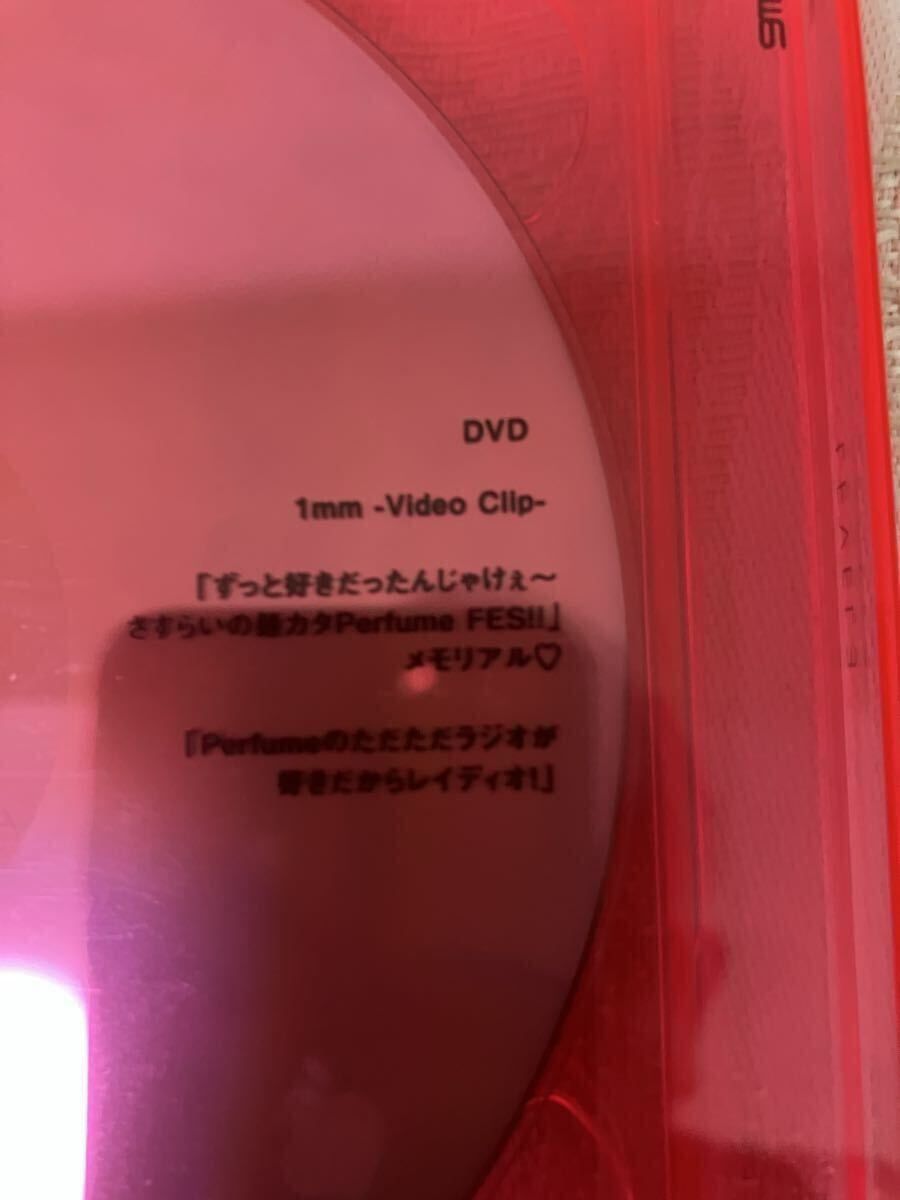 DVD
1mm -Video Clip-
「ずっと好きだったんじゃけぇ〜
さすらいの麺カタPerfume FES!!」
メモリアル♡
「Perfumeのただただラジオが
好きだからレイディオ!」